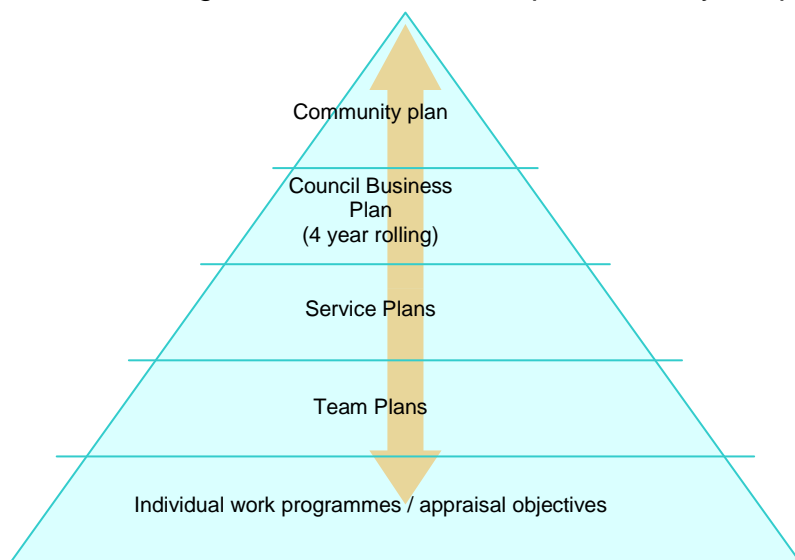 Community plan
Council Business
Plan
(4 year rolling)
Service Plans
Team Plans
Individual work programmes / appraisal objectives